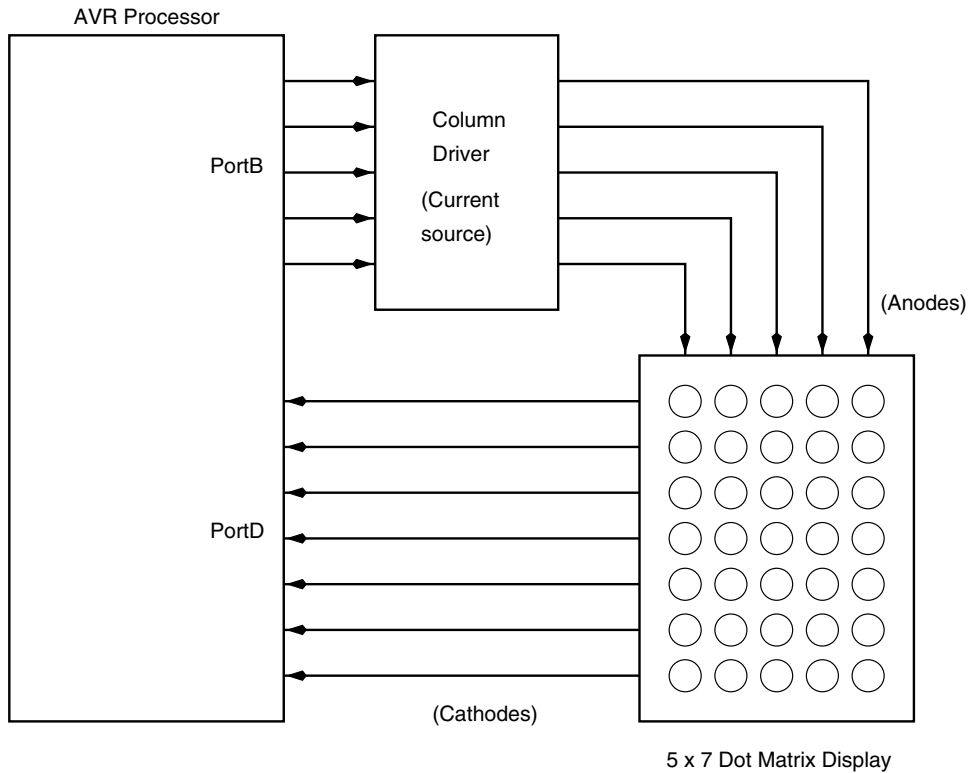 AVR Processor
PortB
Column
Driver
(Current
source)
(Anodes)
PortD
(Cathodes)
5 x 7 Dot Matrix Display